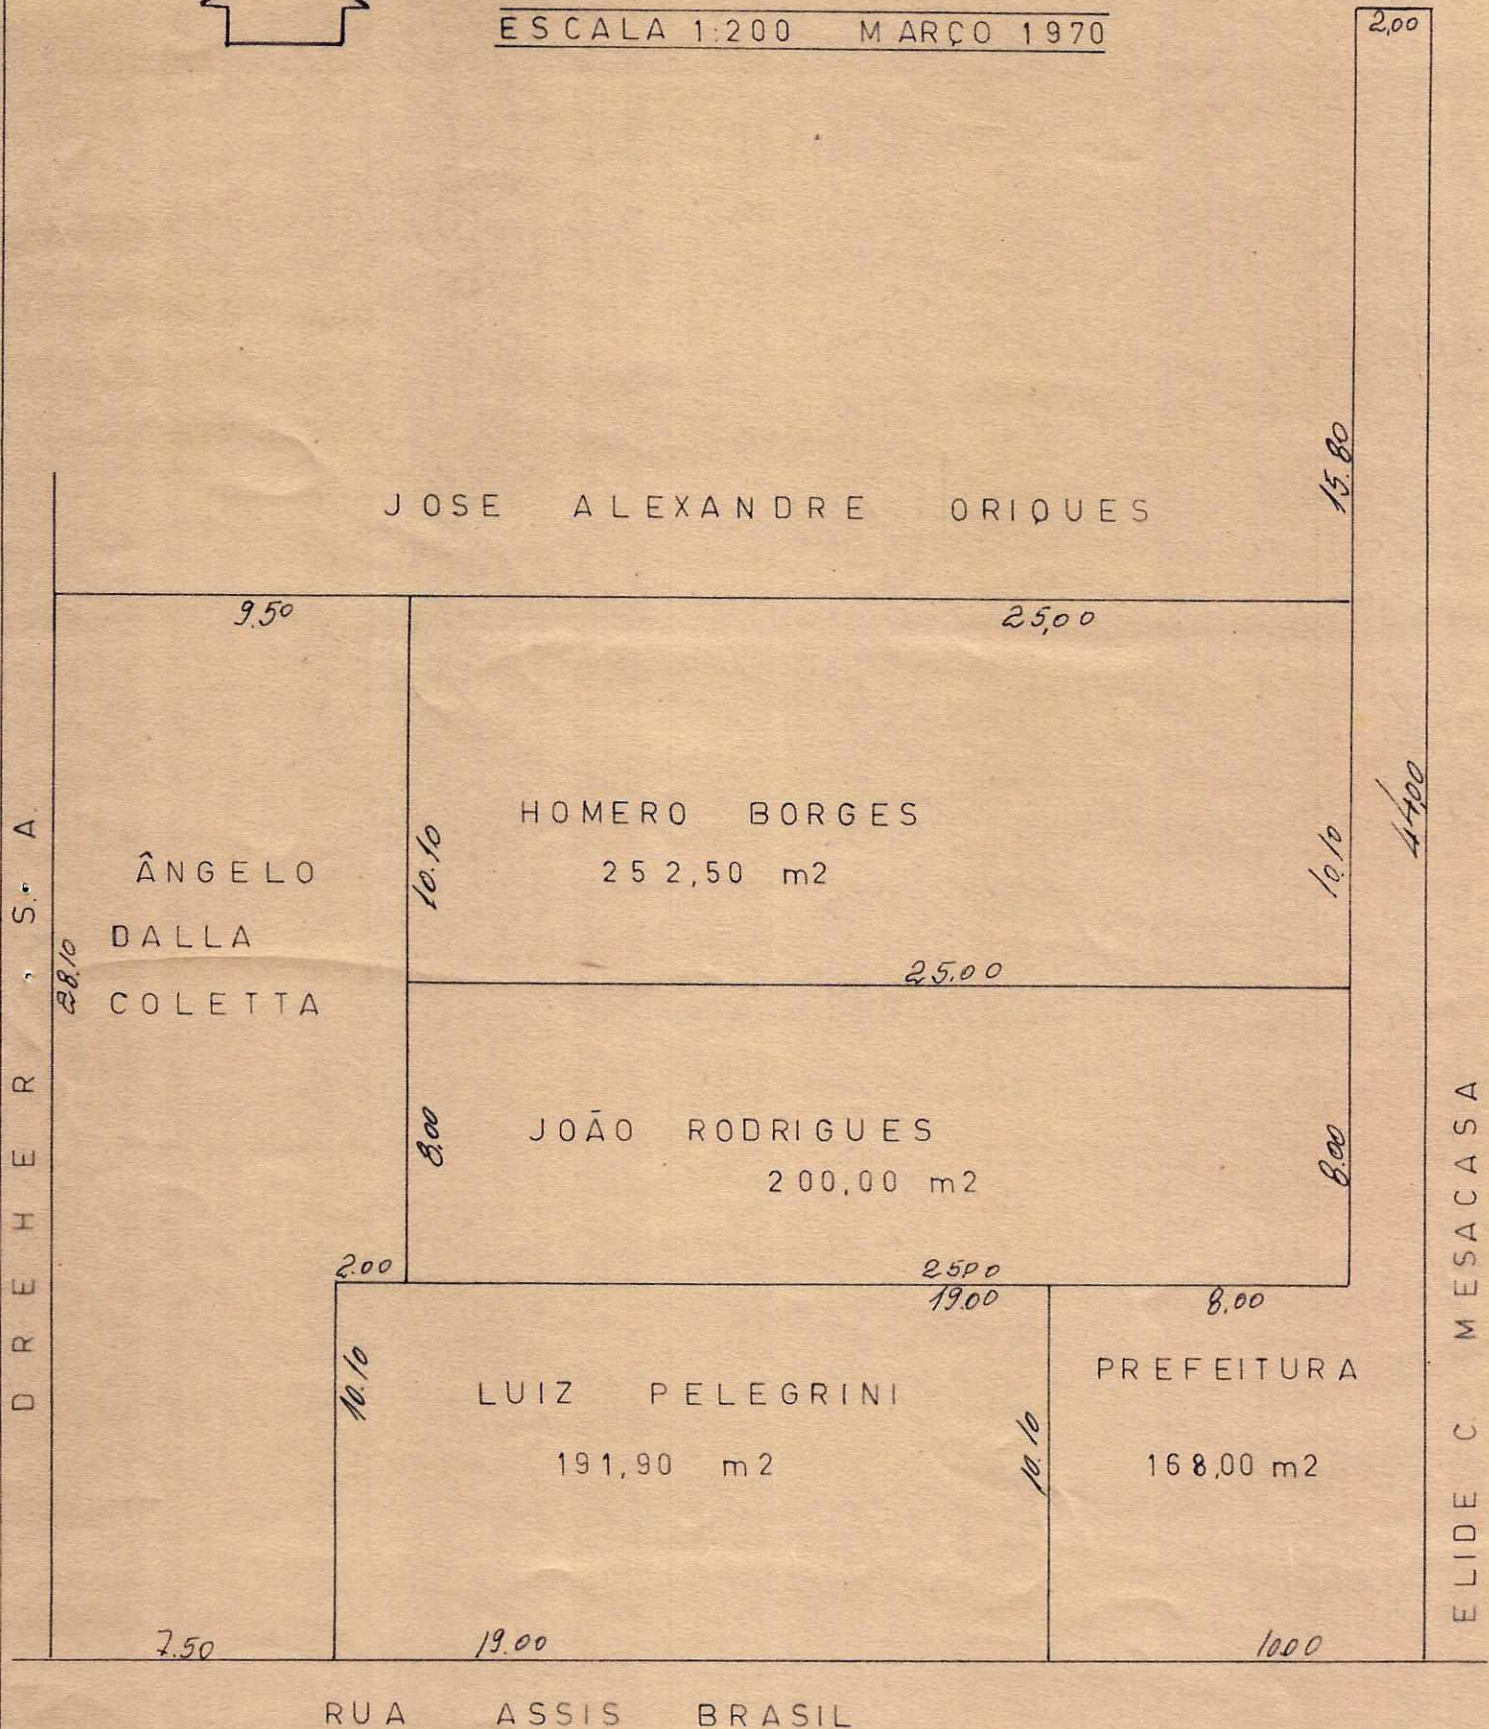 ESCALA 1:200 MARÇO 1970
2,00
15.80
JOSE ALEXANDRE ORIQUES
9.50
25,00
HOMERO BORGES
252,50 m2
10.10
10.10
44,00
ÂNGELO
DALLA
COLETTA
28.10
DREHER S.A.
25.00
JOÃO RODRIGUES
200,00 m2
8.00
8.00
2.00
25,00
19.00
8.00
PREFEITURA
168,00 m2
LUIZ PELEGRINI
191,90 m2
10.10
10.10
ELIDE C. MESACASA
7.50
19.00
10.00
RUA ASSIS BRASIL